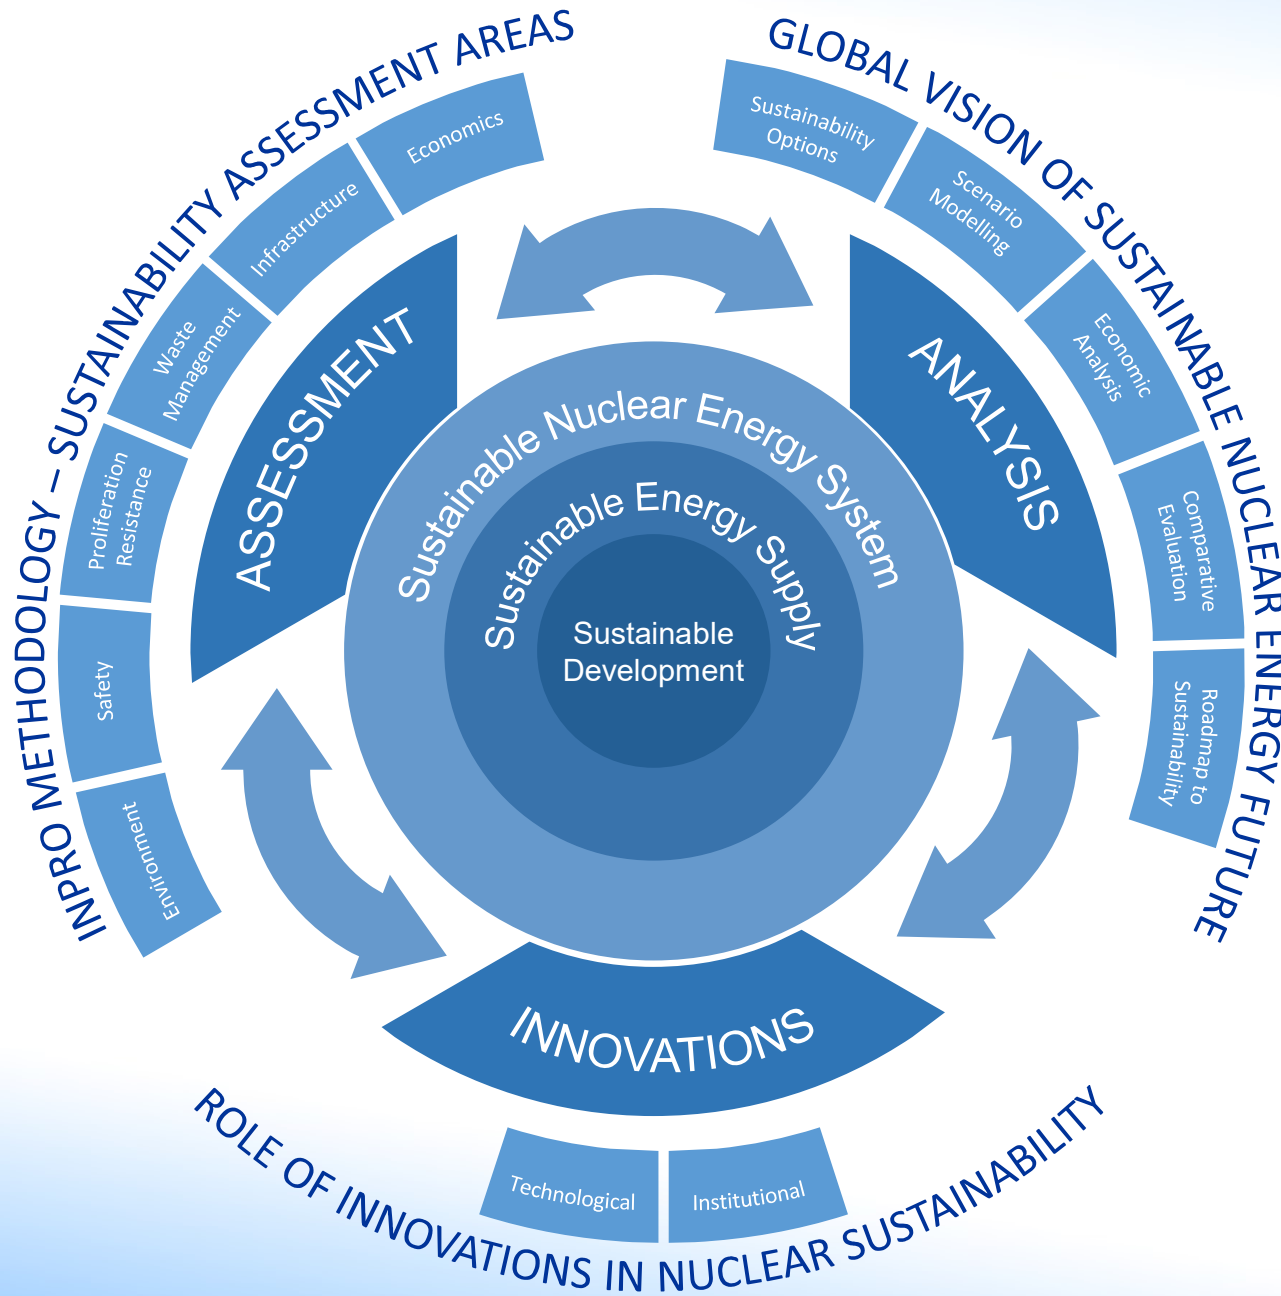 INPRO METHODOLOGY – SUSTAINABILITY ASSESSMENT AREAS
Economics
Infrastructure
Waste
Management
Proliferation
Resistance
Safety
Environment
GLOBAL VISION OF SUSTAINABLE NUCLEAR ENERGY FUTURE
Sustainability
Options
Scenario
Modelling
Economic
Analysis
Comparative
Evaluation
Roadmap to
Sustainability
ASSESSMENT
ANALYSIS
INNOVATIONS
Sustainable Nuclear Energy System
Sustainable Energy Supply
Sustainable
Development
Technological
Institutional
ROLE OF INNOVATIONS IN NUCLEAR SUSTAINABILITY